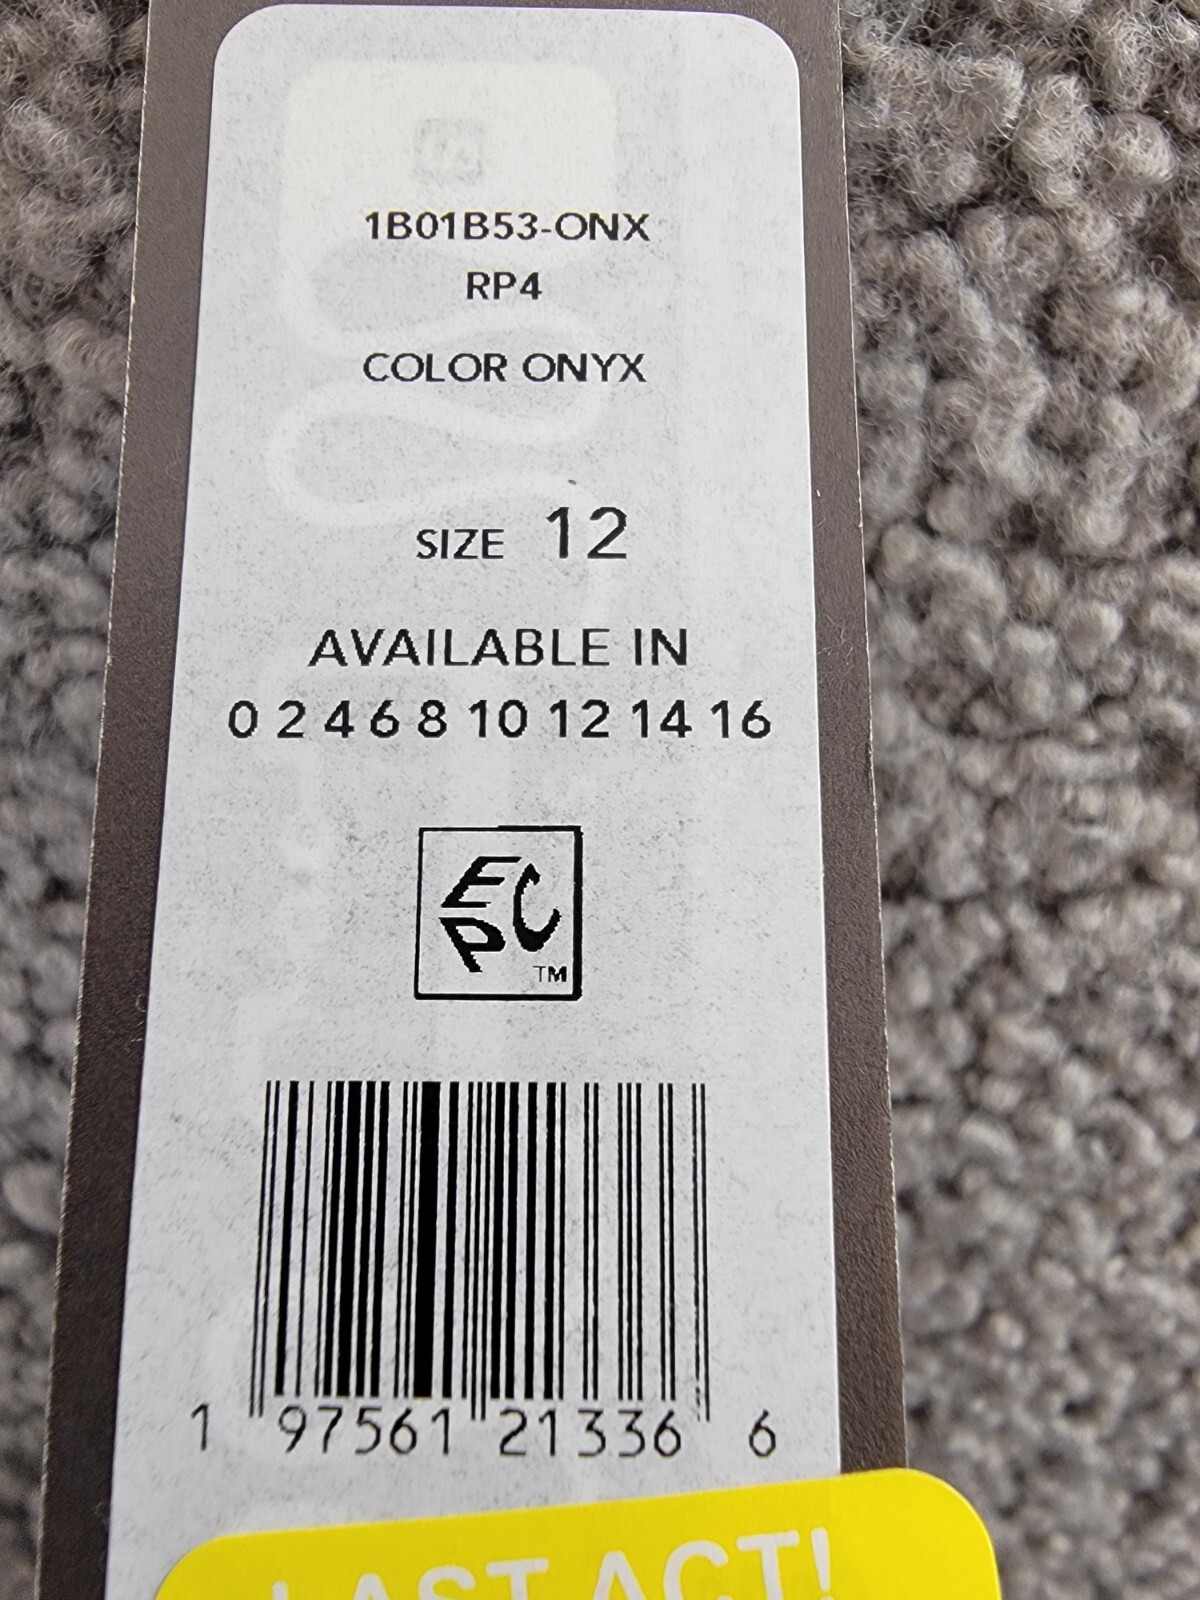 1B01B53-ONX
RP4
COLOR ONYX
SIZE 12
AVAILABLE IN
0 2 4 6 8 10 12 14 16
EPC
TM
1 97561 21336 6
LAST ACT!